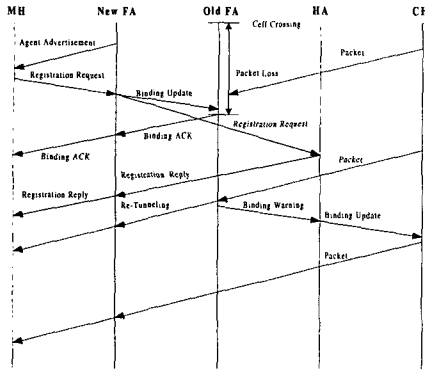 MH New FA Old FA HA CH
Cell Crossing
Agent Advertisement
Packet
Registration Request
Packet Loss
Binding Update
Registration Request
Binding ACK
Binding ACK
Packet
Registration Reply
Registration Reply
Re-Tunneling
Binding Warning
Binding Update
Packet